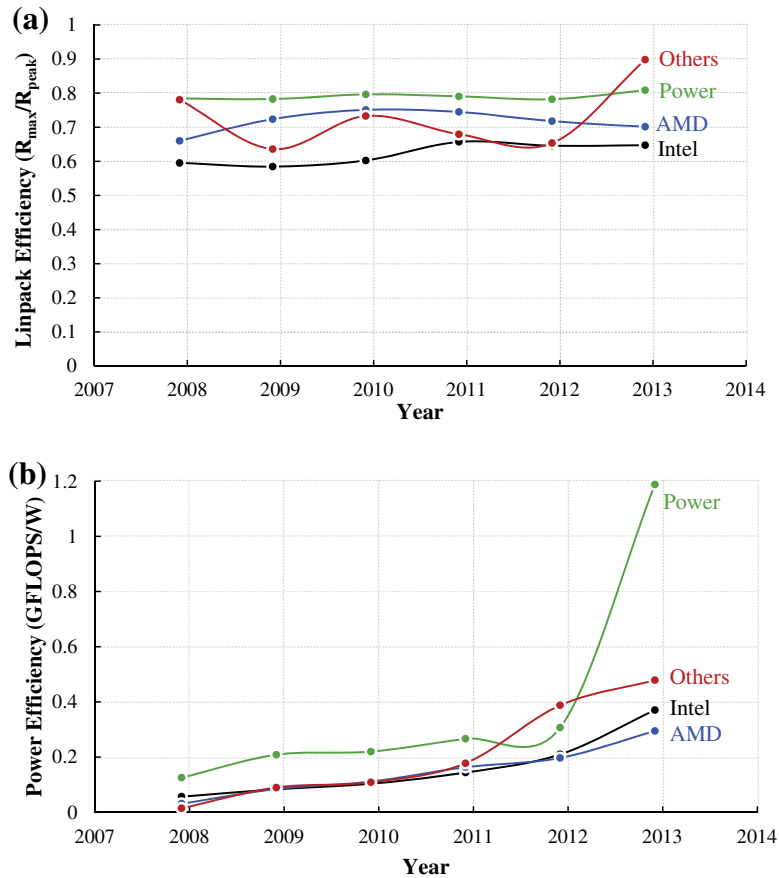 (a)
Linpack Efficiency (Rmax/Rpeak)
1
0.9
0.8
0.7
0.6
0.5
0.4
0.3
0.2
0.1
0
Others
Power
AMD
Intel
2007 2008 2009 2010 2011 2012 2013 2014
Year
(b)
Power Efficiency (GFLOPS/W)
1.2
1
0.8
0.6
0.4
0.2
0
Power
Others
Intel
AMD
2007 2008 2009 2010 2011 2012 2013 2014
Year